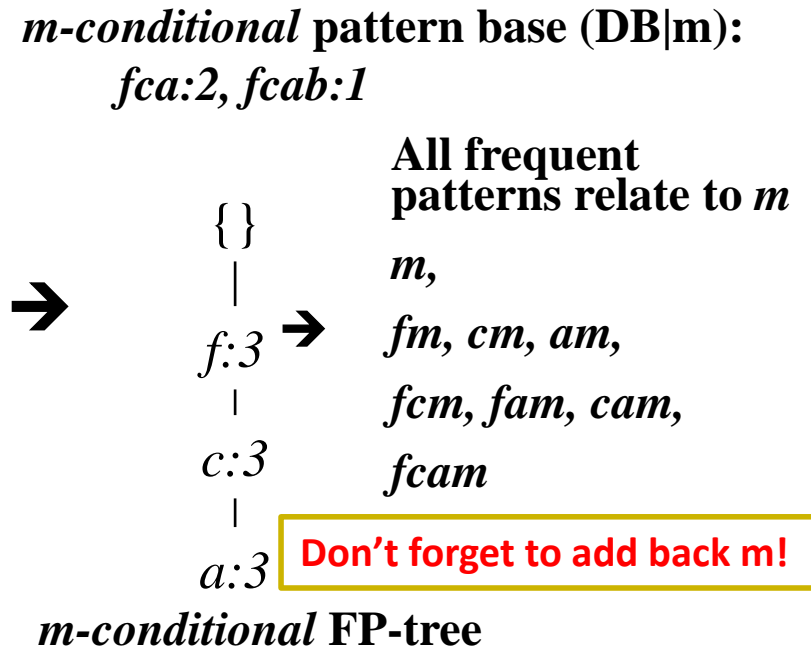 m-conditional pattern base (DB|m):
fca:2, fcab:1
All frequent
patterns relate to m
{}
m,
f:3
fm, cm, am,
fcm, fam, cam,
c:3
fcam
Don’t forget to add back m!
a:3
m-conditional FP-tree